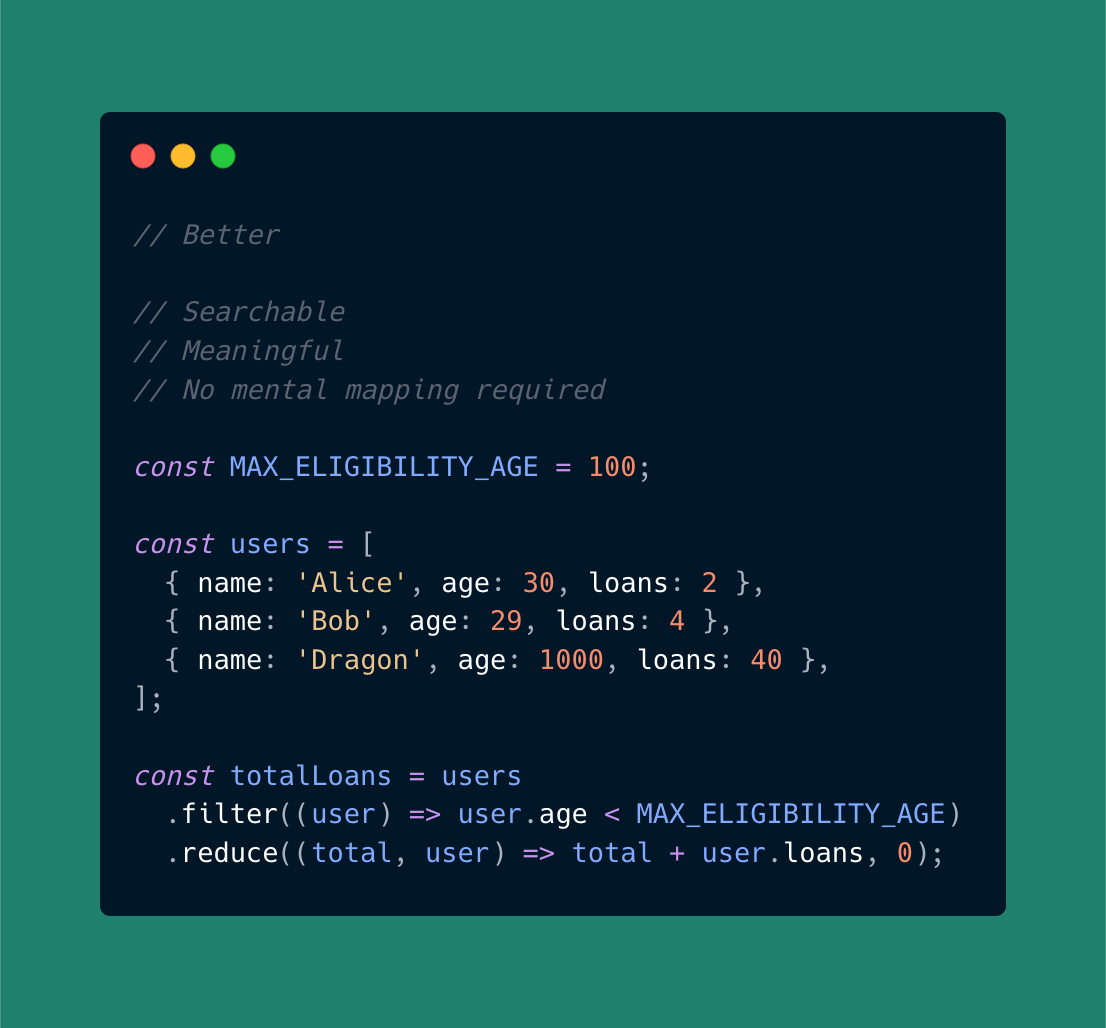 // Better
// Searchable
// Meaningful
// No mental mapping required
const MAX_ELIGIBILITY_AGE = 100;
const users = [
  { name: 'Alice', age: 30, loans: 2 },
  { name: 'Bob', age: 29, loans: 4 },
  { name: 'Dragon', age: 1000, loans: 40 },
];
const totalLoans = users
  .filter((user) => user.age < MAX_ELIGIBILITY_AGE)
  .reduce((total, user) => total + user.loans, 0);